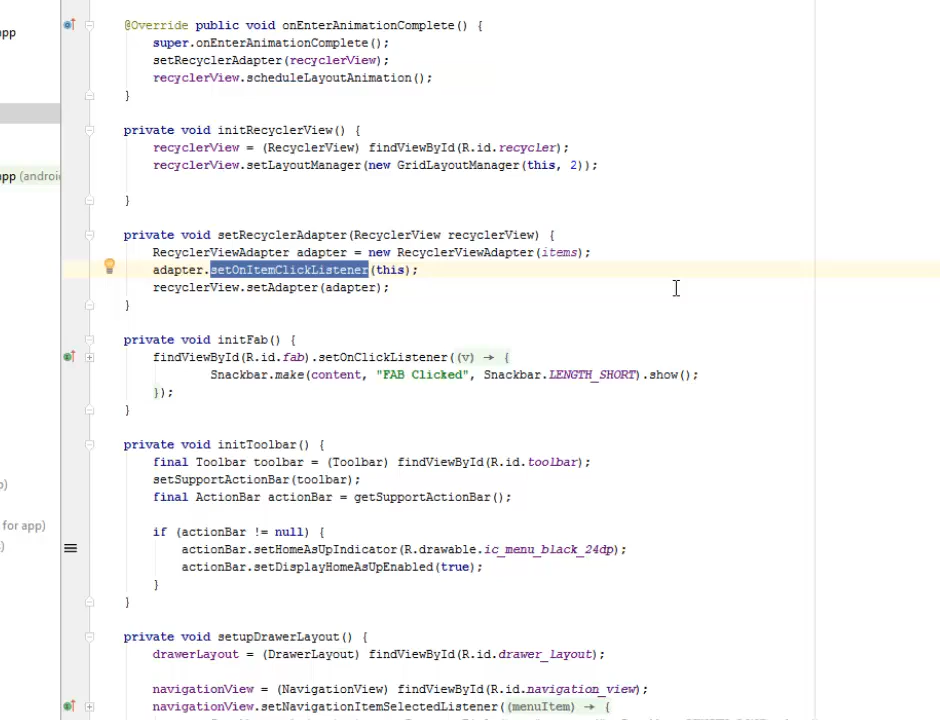 @Override public void onEnterAnimationComplete() {
pp
super.onEnterAnimationComplete();
setRecyclerAdapter(recyclerView);
recyclerView.scheduleLayoutAnimation();
}
private void initRecyclerView() {
recyclerView = (RecyclerView) findViewById(R.id.recycler);
recyclerView.setLayoutManager(new GridLayoutManager(this, 2));
pp (androi
}
private void setRecyclerAdapter(RecyclerView recyclerView) {
RecyclerViewAdapter adapter = new RecyclerViewAdapter(items);
adapter.setOnItemClickListener(this);
recyclerView.setAdapter(adapter);
}
private void initFab() {
findViewById(R.id.fab).setOnClickListener((v) → {
Snackbar.make(content, "FAB Clicked", Snackbar.LENGTH_SHORT).show();
});
}
private void initToolbar() {
final Toolbar toolbar = (Toolbar) findViewById(R.id.toolbar);
setSupportActionBar(toolbar);
p)
final ActionBar actionBar = getSupportActionBar();
for app)
if (actionBar != null) {
)
actionBar.setHomeAsUpIndicator(R.drawable.ic_menu_black_24dp);
actionBar.setDisplayHomeAsUpEnabled(true);
}
}
private void setupDrawerLayout() {
drawerLayout = (DrawerLayout) findViewById(R.id.drawer_layout);
navigationView = (NavigationView) findViewById(R.id.navigation_view);
navigationView.setNavigationItemSelectedListener((menuItem) → {